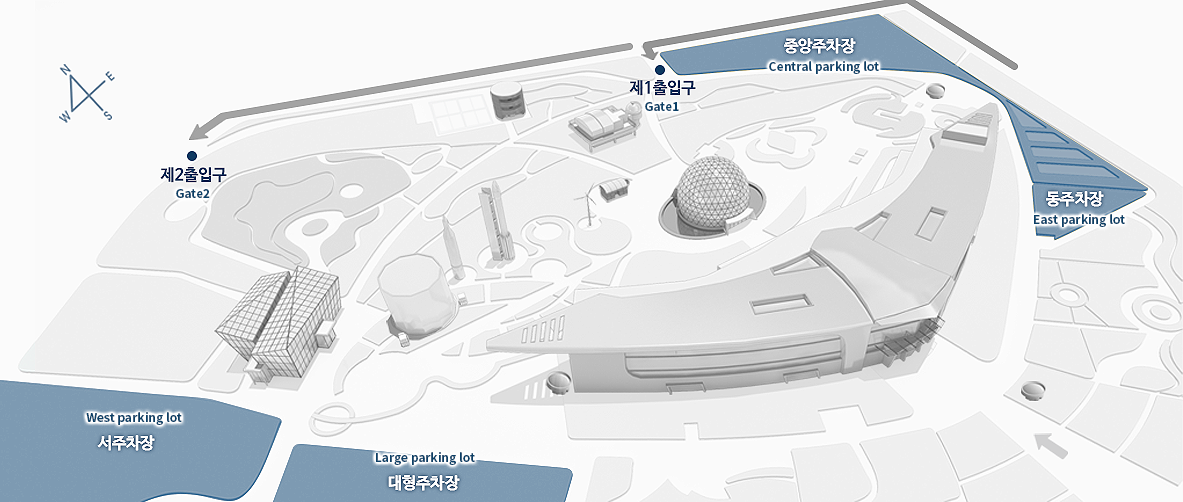 N
E
W
S
중앙주차장
Central parking lot
제1출입구
Gate1
제2출입구
Gate2
동주차장
East parking lot
West parking lot
서주차장
Large parking lot
대형주차장